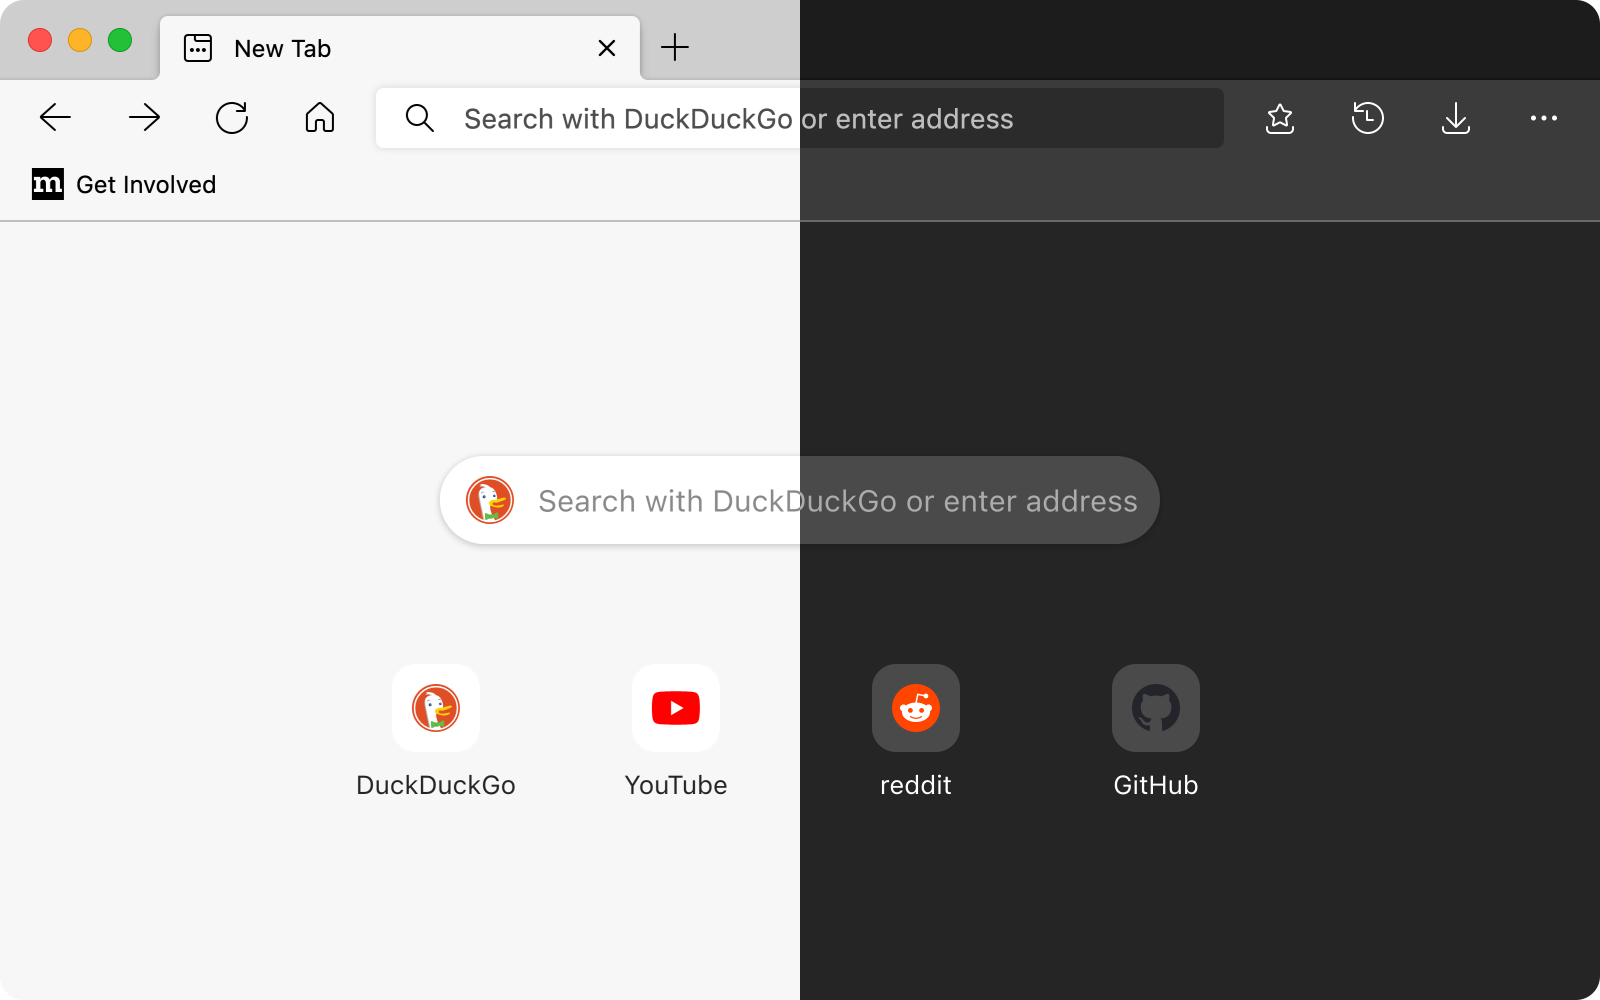 New Tab
Search with DuckDuckGo or enter address
m Get Involved
Search with DuckDuckGo or enter address
DuckDuckGo YouTube reddit GitHub